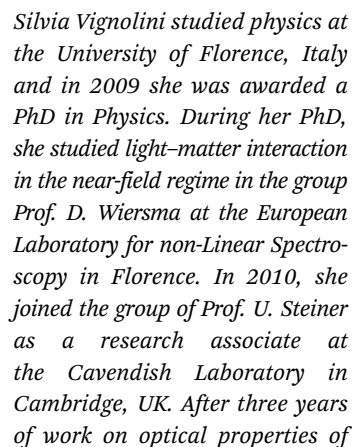 Silvia Vignolini studied physics at
the University of Florence, Italy
and in 2009 she was awarded a
PhD in Physics. During her PhD,
she studied light–matter interaction
in the near-field regime in the group
Prof. D. Wiersma at the European
Laboratory for non-Linear Spectro-
scopy in Florence. In 2010, she
joined the group of Prof. U. Steiner
as a research associate at
the Cavendish Laboratory in
Cambridge, UK. After three years
of work on optical properties of